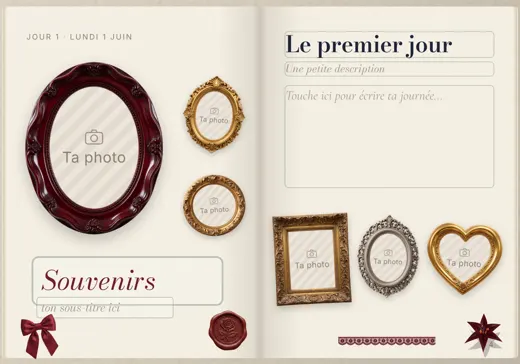 JOUR 1 · LUNDI 1 JUIN
Ta photo
Ta photo
Ta photo
Souvenirs
ton sous-titre ici
Le premier jour
Une petite description
Touche ici pour écrire ta journée...
Ta photo
Ta photo
Ta photo